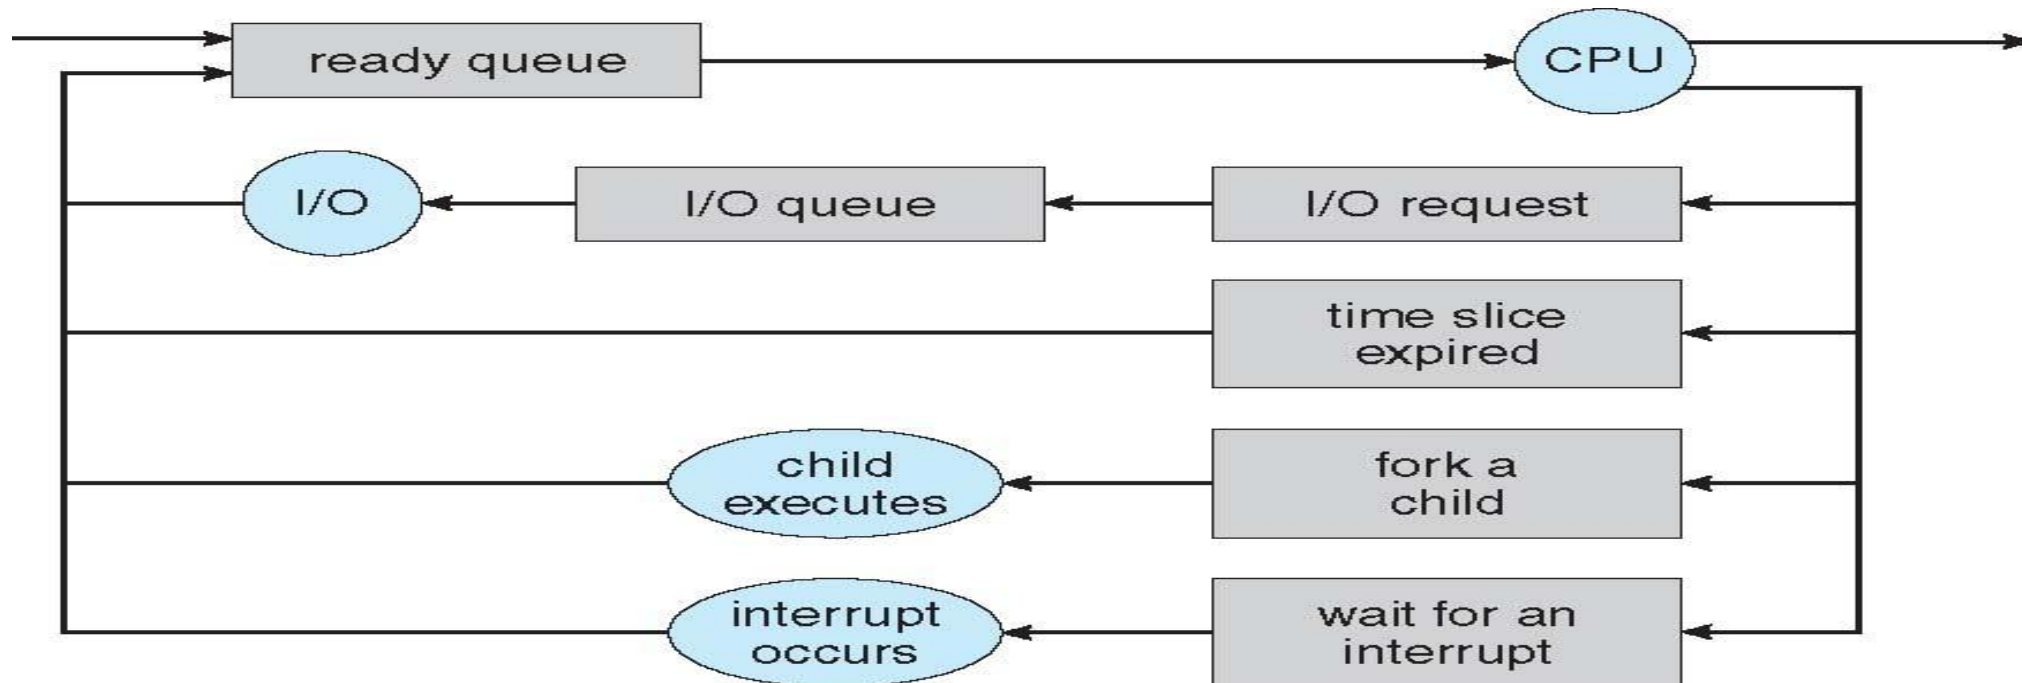 ready queue
CPU
I/O
I/O queue
I/O request
time slice
expired
child
executes
fork a
child
interrupt
occurs
wait for an
interrupt